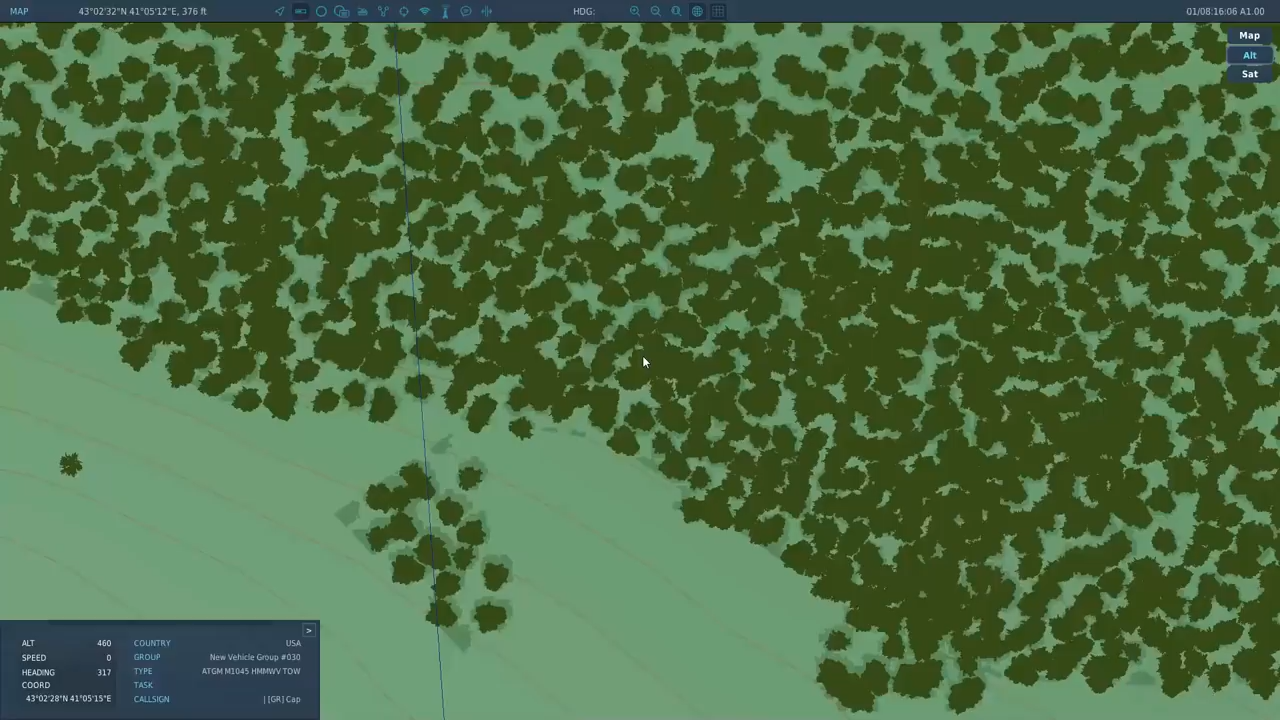 MAP 43°02'32"N 41°05'12"E, 376 ft HDG: 01/08:16:06 A1.00
Map
Alt
Sat
>
ALT 460 COUNTRY USA
SPEED 0 GROUP New Vehicle Group #030
HEADING 317 TYPE ATGM M1045 HMMWV TOW
COORD TASK
43°02'28"N 41°05'15"E CALLSIGN | [GR] Cap